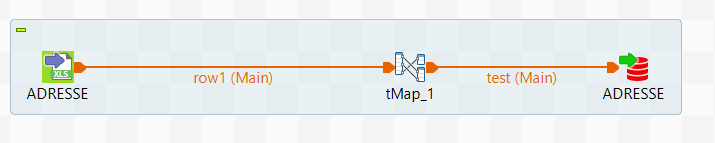 XLS
row1 (Main)
test (Main)
ADRESSE
tMap_1
ADRESSE